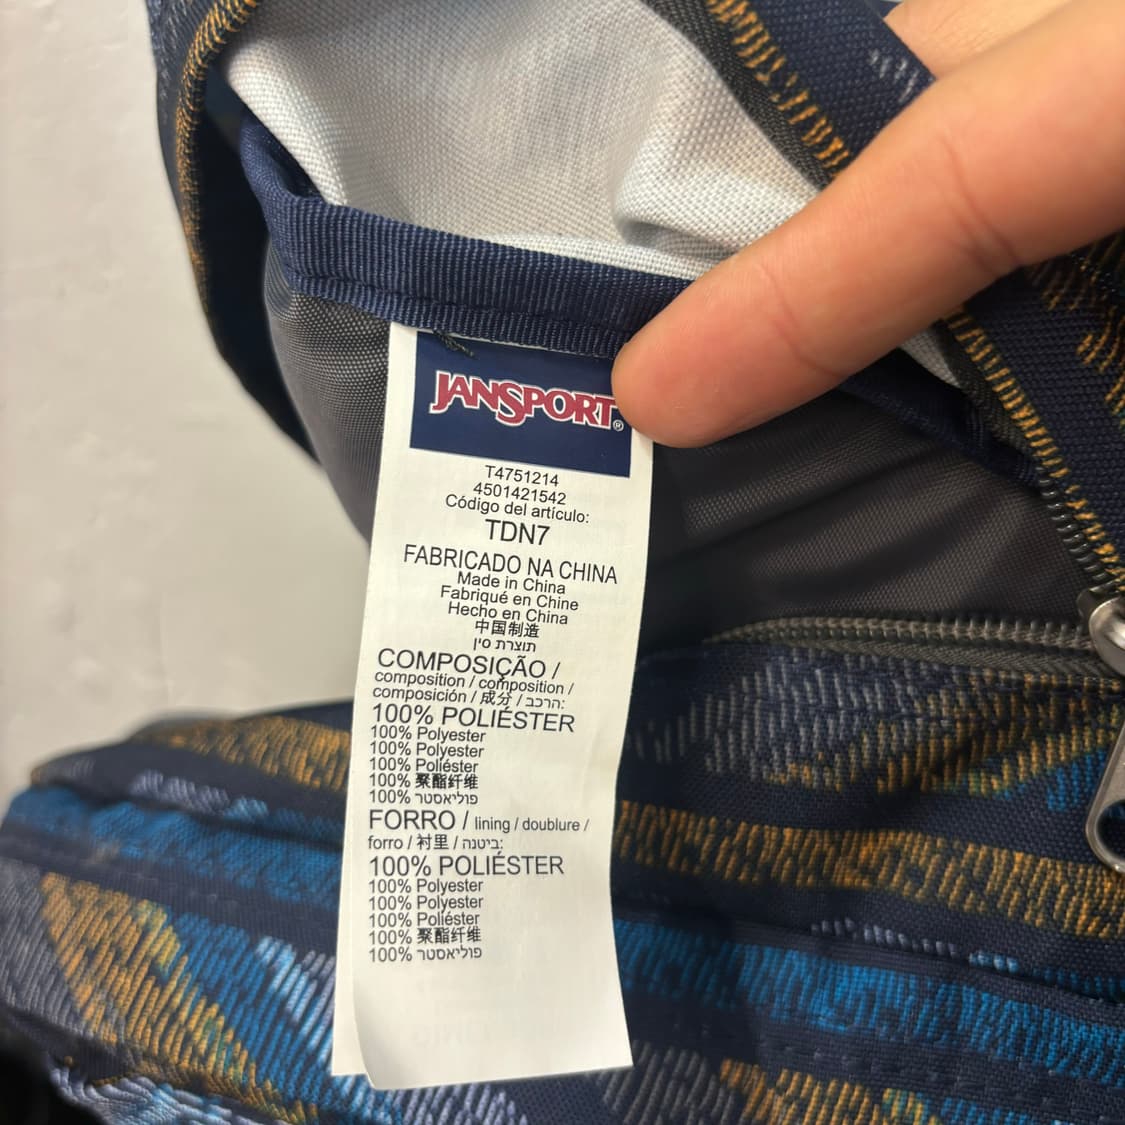 JANSPORT®
T4751214
4501421542
Código del artículo:
TDN7
FABRICADO NA CHINA
Made in China
Fabriqué en Chine
Hecho en China
中国制造
תוצרת סין
COMPOSIÇÃO /
composition / composition /
composición / 成分 / הרכב:
100% POLIÉSTER
100% Polyester
100% Polyester
100% Poliéster
100% 聚酯纤维
100% פוליאסטר
FORRO / lining / doublure /
forro / 衬里 / ביטנה:
100% POLIÉSTER
100% Polyester
100% Polyester
100% Poliéster
100% 聚酯纤维
100% פוליאסטר